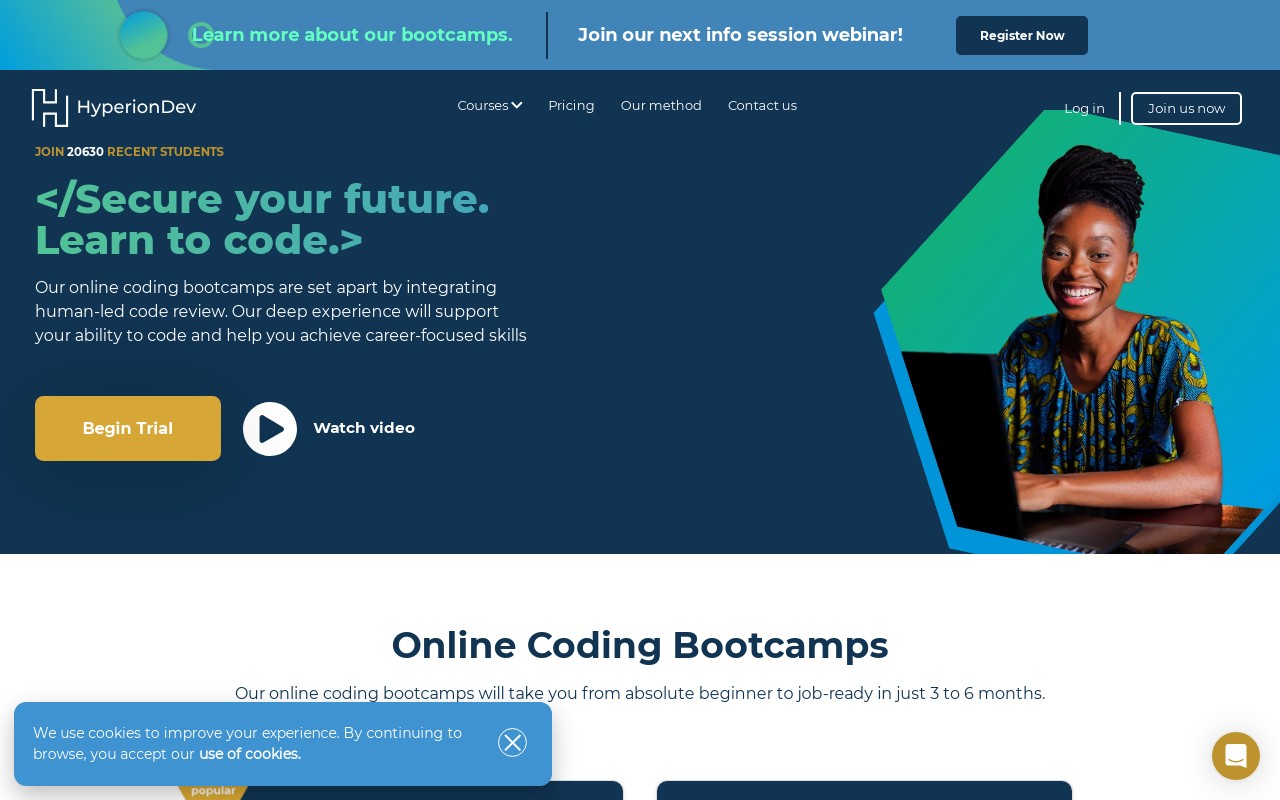 Learn more about our bootcamps.
Join our next info session webinar!
Register Now
HyperionDev
Courses
Pricing
Our method
Contact us
Log in
Join us now
JOIN 20630 RECENT STUDENTS
</Secure your future.
Learn to code.>
Our online coding bootcamps are set apart by integrating
human-led code review. Our deep experience will support
your ability to code and help you achieve career-focused skills
Begin Trial
Watch video
Online Coding Bootcamps
Our online coding bootcamps will take you from absolute beginner to job-ready in just 3 to 6 months.
We use cookies to improve your experience. By continuing to
browse, you accept our use of cookies.
popular